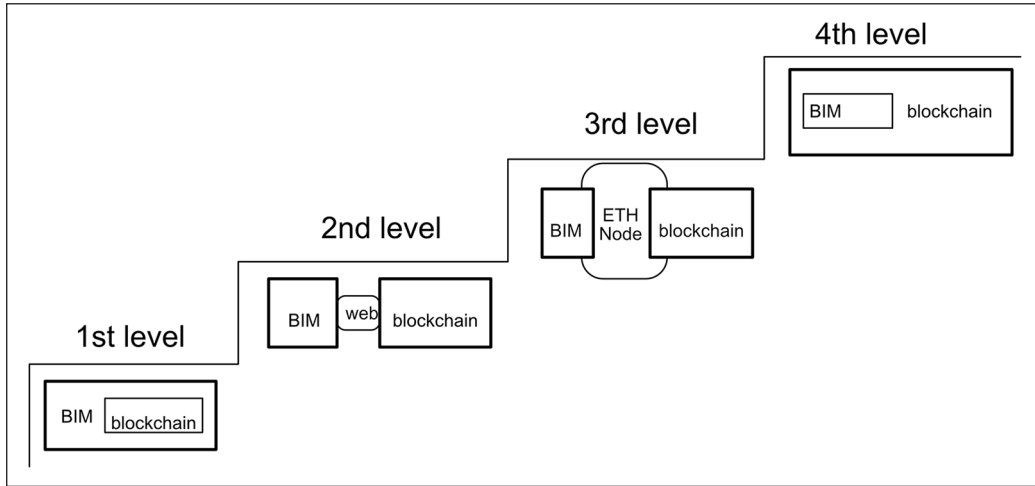 4th level
BIM blockchain
3rd level
BIM
ETH
Node
blockchain
2nd level
BIM
web
blockchain
1st level
BIM
blockchain